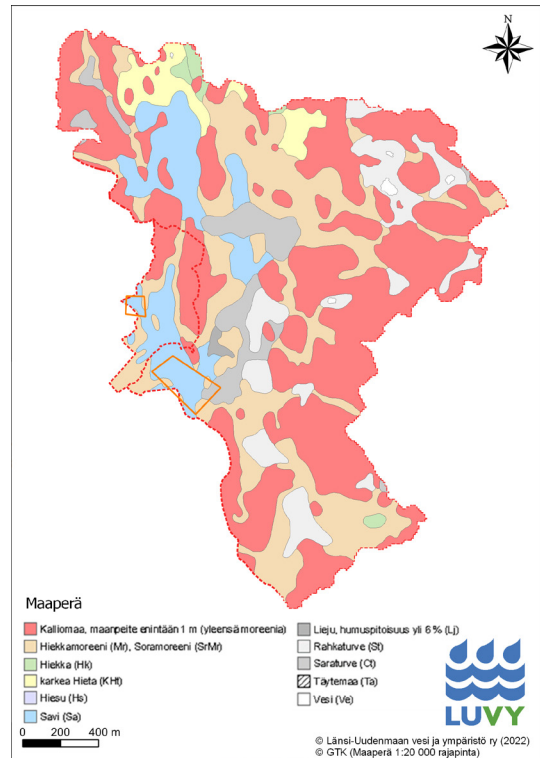 N
Maaperä
Kalliomaa, maanpeite enintään 1 m (yleensä moreenia)
Hiekkamoreeni (Mr), Soramoreeni (SrMr)
Hiekka (Hk)
karkea Hieta (KHt)
Hiesu (Hs)
Savi (Sa)
Lieju, humuspitoisuus yli 6 % (Lj)
Rahkaturve (St)
Saraturve (Ct)
Täytemaa (Ta)
Vesi (Ve)
0 200 400 m
LUVY
© Länsi-Uudenmaan vesi ja ympäristö ry (2022)
© GTK (Maaperä 1:20 000 rajapinta)